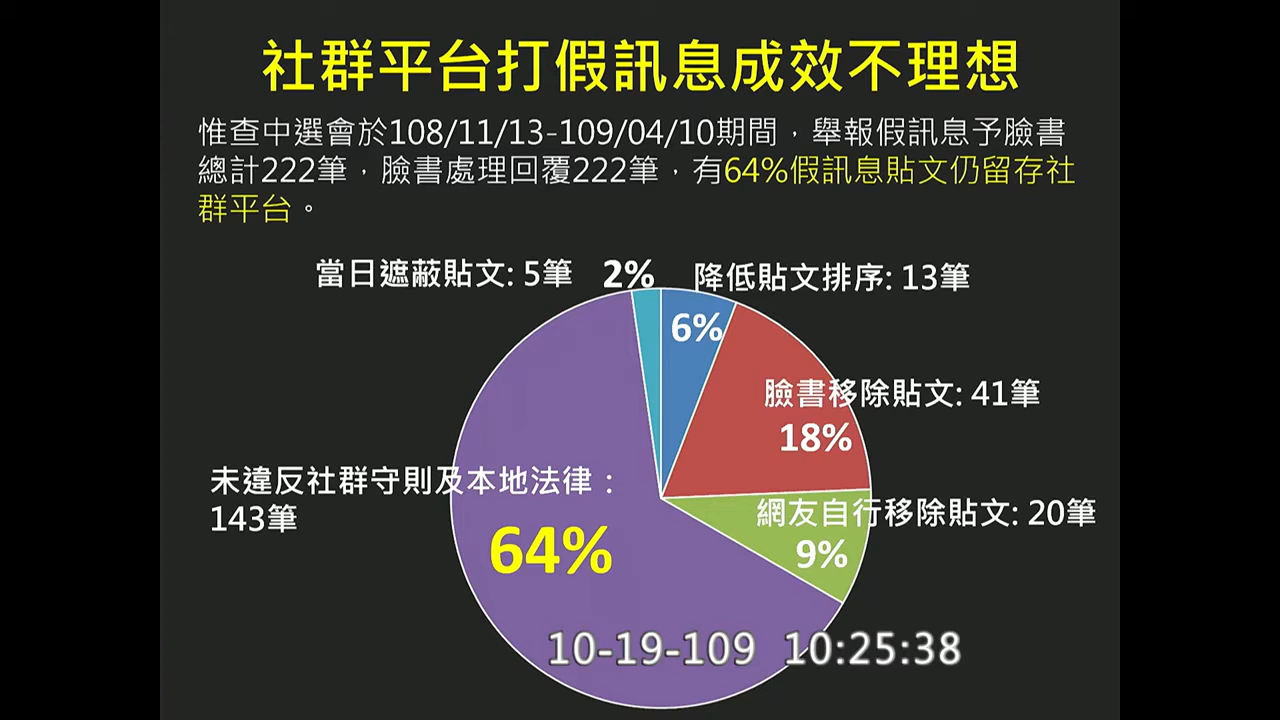 社群平台打假訊息成效不理想
惟查中選會於108/11/13-109/04/10期間，舉報假訊息予臉書
總計222筆，臉書處理回覆222筆，有64%假訊息貼文仍留存社
群平台。
當日遮蔽貼文: 5筆
2%
降低貼文排序: 13筆
6%
臉書移除貼文: 41筆
18%
未違反社群守則及本地法律：
143筆
64%
網友自行移除貼文: 20筆
9%
10-19-109 10:25:38